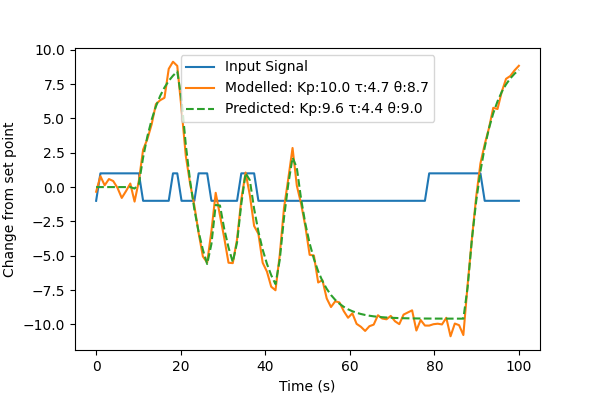 Input Signal
Modelled: Kp:10.0 τ:4.7 θ:8.7
Predicted: Kp:9.6 τ:4.4 θ:9.0
Change from set point
10.0
7.5
5.0
2.5
0.0
−2.5
−5.0
−7.5
−10.0
0 20 40 60 80 100
Time (s)